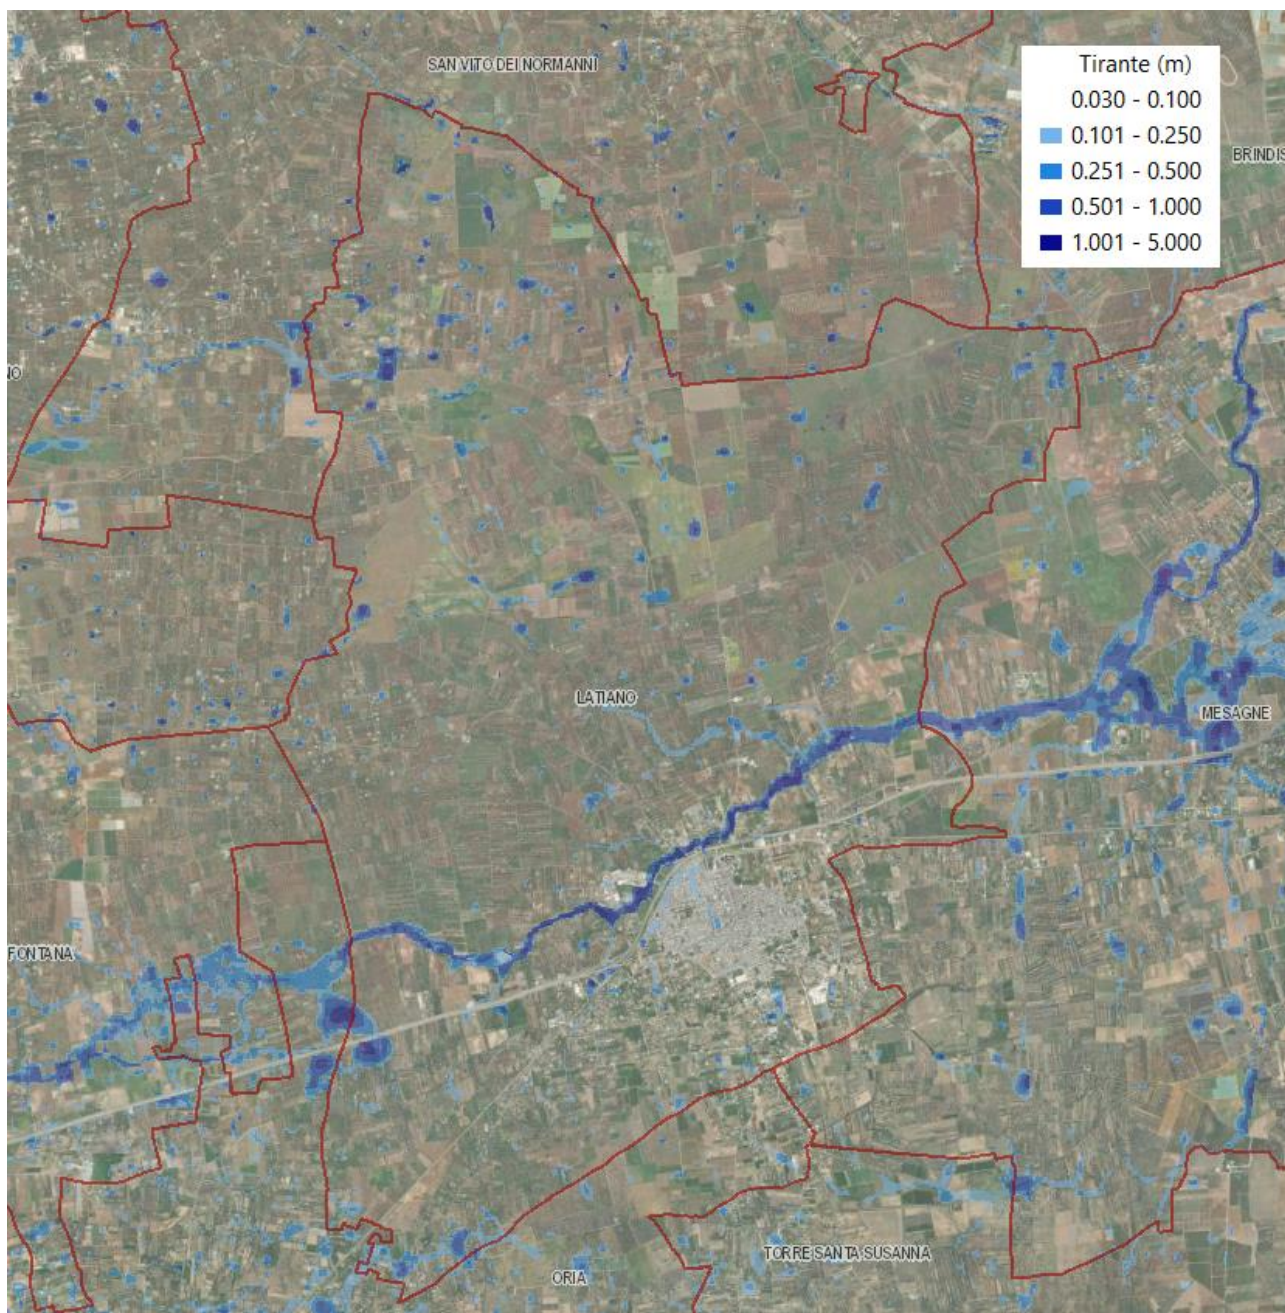 SAN VITO DEI NORMANNI
Tirante (m)
0.030 - 0.100
0.101 - 0.250
BRINDIS
0.251 - 0.500
0.501 - 1.000
1.001 - 5.000
NO
LATIANO
MESAGNE
FONTANA
TORRE SANTA SUSANNA
ORIA